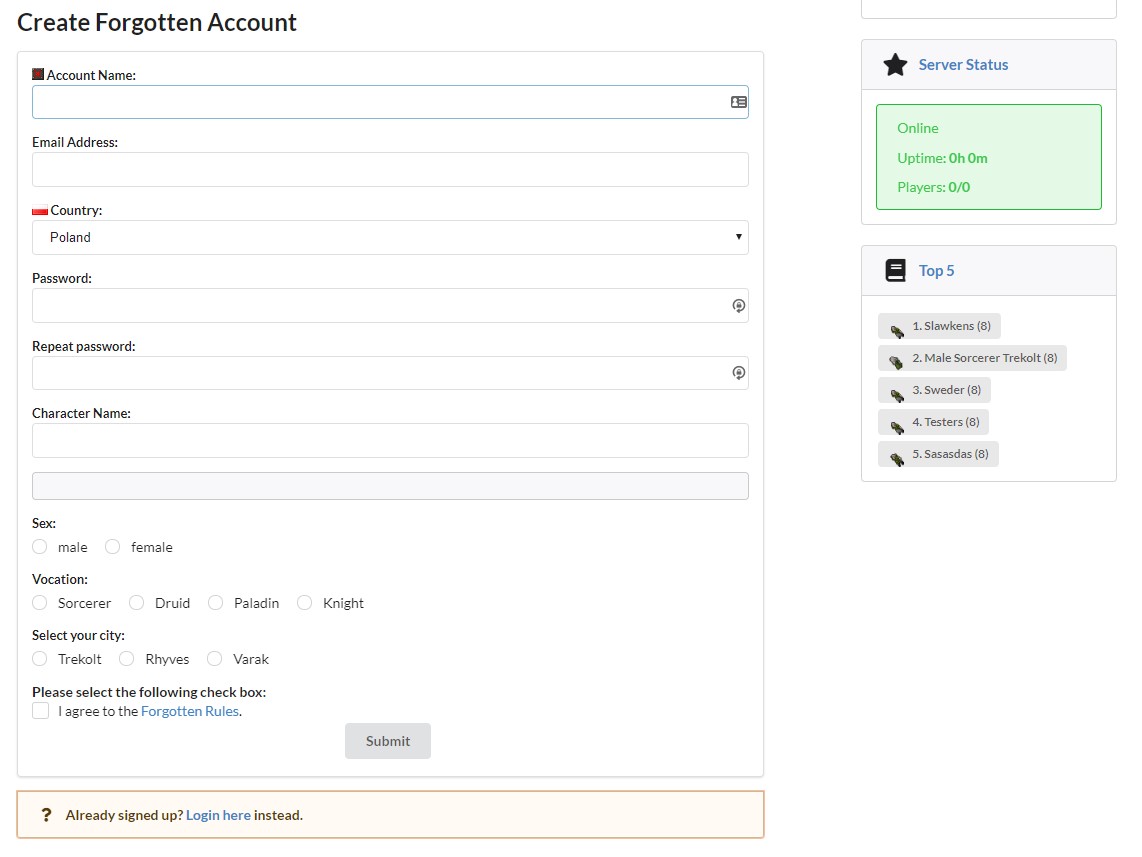 Create Forgotten Account
Account Name:
Email Address:
Country:
Poland
Password:
Repeat password:
Character Name:
Sex:
male female
Vocation:
Sorcerer Druid Paladin Knight
Select your city:
Trekolt Rhyves Varak
Please select the following check box:
I agree to the Forgotten Rules.
Submit
? Already signed up? Login here instead.
Server Status
Online
Uptime: 0h 0m
Players: 0/0
Top 5
1. Slawkens (8)
2. Male Sorcerer Trekolt (8)
3. Sweder (8)
4. Testers (8)
5. Sasasdas (8)